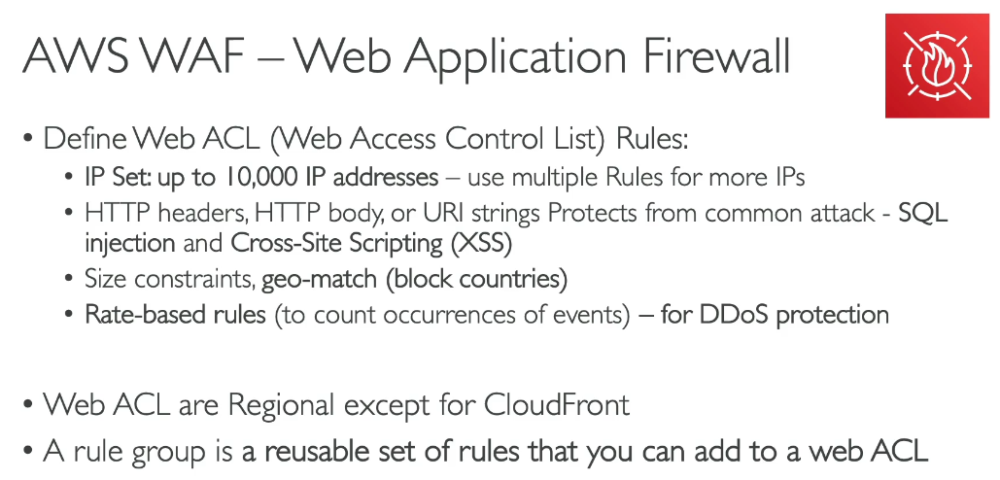 AWS WAF – Web Application Firewall
• Define Web ACL (Web Access Control List) Rules:
• IP Set: up to 10,000 IP addresses – use multiple Rules for more IPs
• HTTP headers, HTTP body, or URI strings Protects from common attack - SQL
injection and Cross-Site Scripting (XSS)
• Size constraints, geo-match (block countries)
• Rate-based rules (to count occurrences of events) – for DDoS protection
• Web ACL are Regional except for CloudFront
• A rule group is a reusable set of rules that you can add to a web ACL